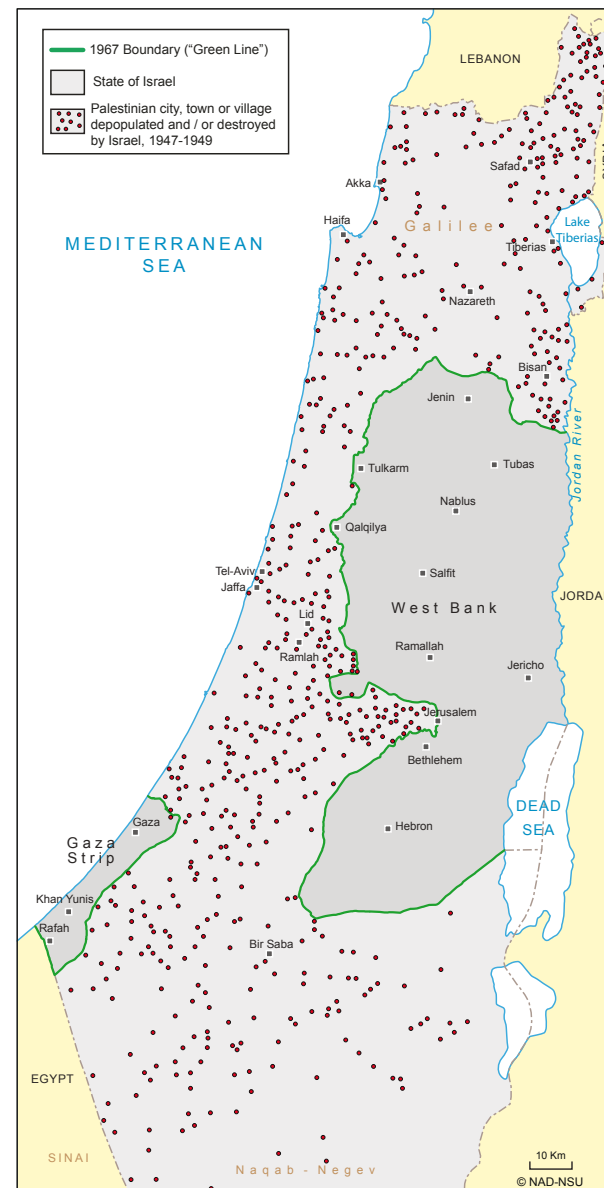 1967 Boundary ("Green Line")
State of Israel
Palestinian city, town or village
depopulated and / or destroyed
by Israel, 1947-1949
LEBANON
Safad
Akka
Haifa
Galilee
Lake
Tiberias
Tiberias
MEDITERRANEAN
SEA
Nazareth
Bisan
Jenin
Jordan River
Tulkarm
Tubas
Nablus
Qalqilya
Tel-Aviv
Jaffa
Salfit
JORDA
West Bank
Lid
Ramlah
Ramallah
Jericho
Jerusalem
Bethlehem
DEAD
SEA
Gaza
Hebron
Gaza
Strip
Khan Yunis
Rafah
Bir Saba
EGYPT
SINAI
Naqab - Negev
10 Km
© NAD-NSU